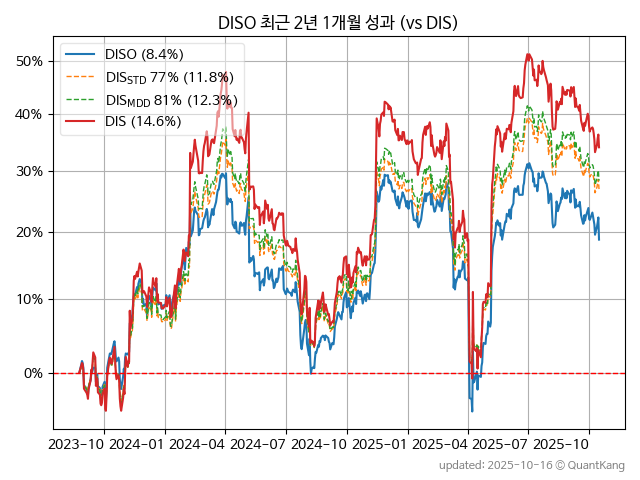 DISO 최근 2년 1개월 성과 (vs DIS)
50%
40%
30%
20%
10%
0%
DISO (8.4%)
DISSTD 77% (11.8%)
DISMDD 81% (12.3%)
DIS (14.6%)
2023-10 2024-01 2024-04 2024-07 2024-10 2025-01 2025-04 2025-07 2025-10
updated: 2025-10-16 © QuantKang